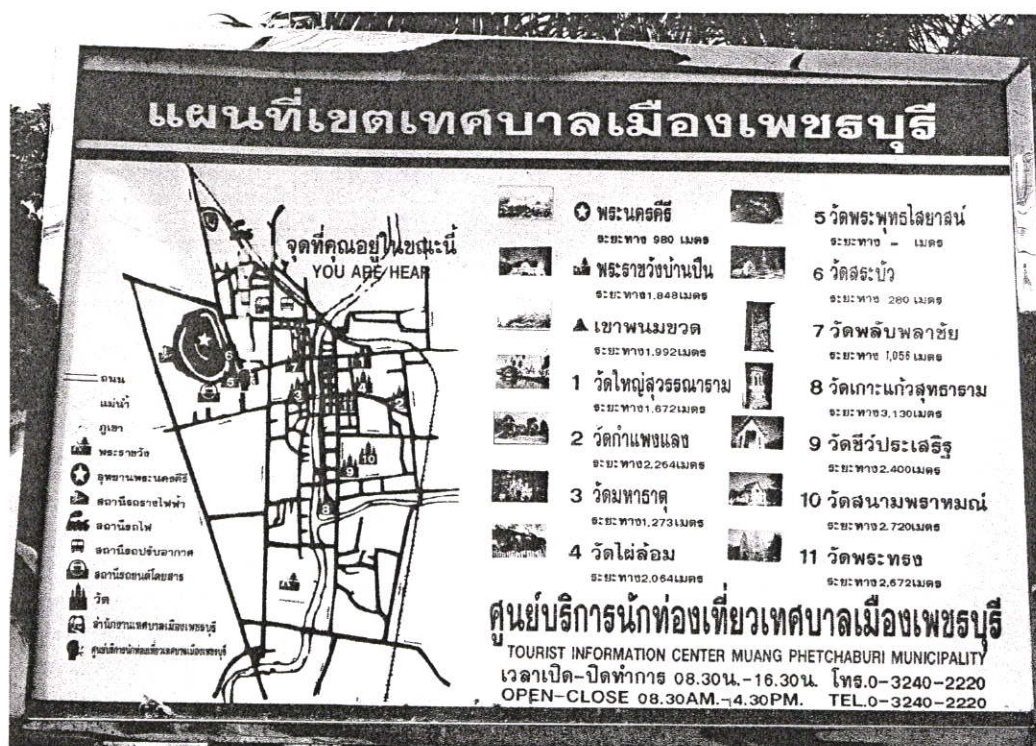 แผนที่เขตเทศบาลเมืองเพชรบุรี
จุดที่คุณอยู่ในขณะนี้
YOU ARE HEAR
พระนครคีรี
ระยะทาง 980 เมตร
พระราชวังบ้านปืน
ระยะทาง1,848เมตร
เขาพนมขวด
ระยะทาง1,992เมตร
1 วัดใหญ่สุวรรณาราม
ระยะทาง1,672เมตร
2 วัดกำแพงแลง
ระยะทาง2,264เมตร
3 วัดมหาธาตุ
ระยะทาง1,273เมตร
4 วัดไผ่ล้อม
ระยะทาง2,064เมตร
5 วัดพระพุทธไสยาสน์
ระยะทาง - เมตร
6 วัดสระบัว
ระยะทาง 280 เมตร
7 วัดพลับพลาชัย
ระยะทาง 1,056 เมตร
8 วัดเกาะแก้วสุทธาราม
ระยะทาง3,130เมตร
9 วัดชีว์ประเสริฐ
ระยะทาง2,400เมตร
10 วัดสนามพราหมณ์
ระยะทาง2,720เมตร
11 วัดพระทรง
ระยะทาง2,672เมตร
ถนน
แม่น้ำ
ภูเขา
พระราชวัง
อุทยานพระนครคีรี
สถานีรถรางไฟฟ้า
สถานีรถไฟ
สถานีรถปรับอากาศ
สถานีรถยนต์โดยสาร
วัด
สำนักงานเทศบาลเมืองเพชรบุรี
ศูนย์บริการนักท่องเที่ยวเทศบาลเมืองเพชรบุรี
ศูนย์บริการนักท่องเที่ยวเทศบาลเมืองเพชรบุรี
TOURIST INFORMATION CENTER MUANG PHETCHABURI MUNICIPALITY
เวลาเปิด-ปิดทำการ 08.30น.-16.30น. โทร.0-3240-2220
OPEN-CLOSE 08.30AM.-4.30PM. TEL.0-3240-2220